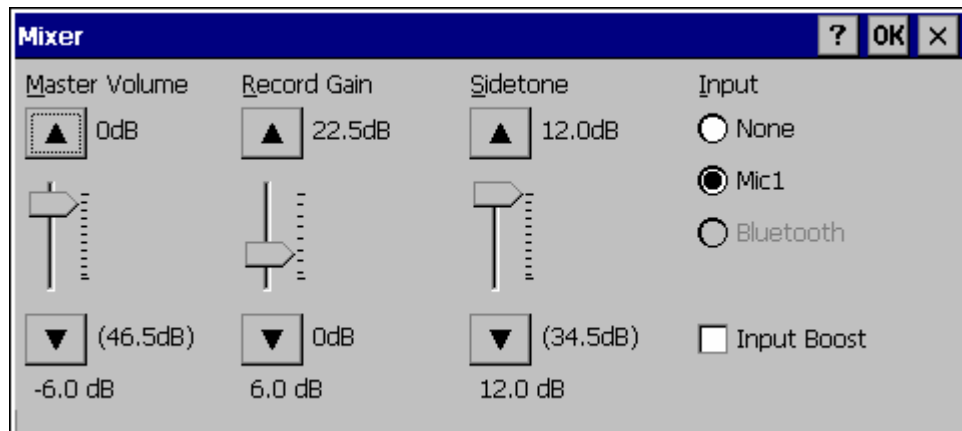 Mixer ? OK ×
Master Volume Record Gain Sidetone Input
0dB 22.5dB 12.0dB None
Mic1
Bluetooth
(46.5dB) 0dB (34.5dB) Input Boost
-6.0 dB 6.0 dB 12.0 dB